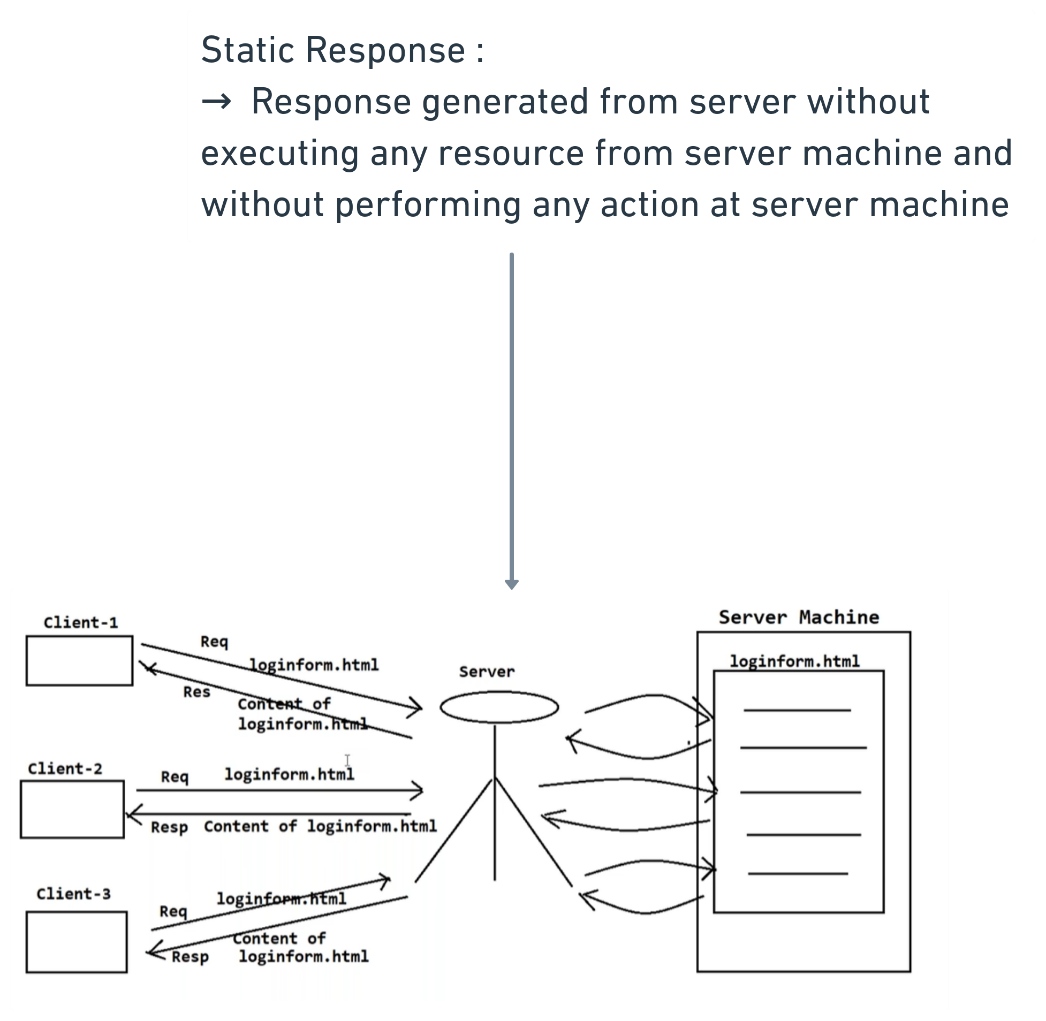 Static Response :
→ Response generated from server without
executing any resource from server machine and
without performing any action at server machine
Client-1
Req
loginform.html
Res
Content of
loginform.html
Server
Server Machine
loginform.html
Client-2
Req loginform.html
Resp Content of loginform.html
Client-3
Req
loginform.html
Content of
Resp loginform.html